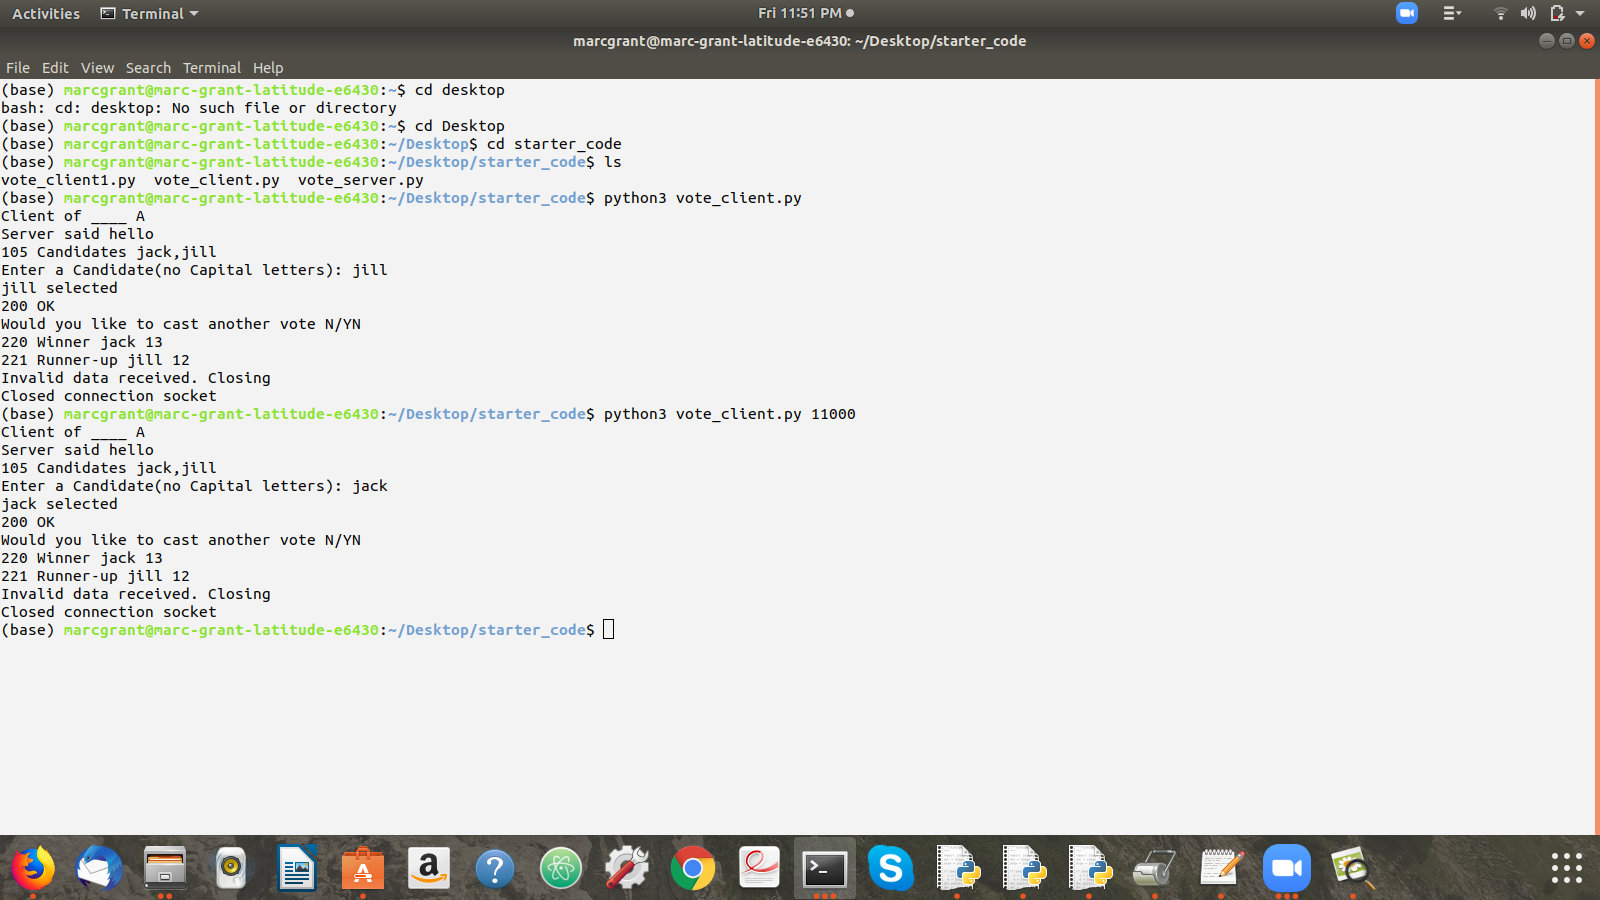 Activities Terminal Fri 11:51 PM
marcgrant@marc-grant-latitude-e6430: ~/Desktop/starter_code
File Edit View Search Terminal Help
(base) marcgrant@marc-grant-latitude-e6430:~$ cd desktop
bash: cd: desktop: No such file or directory
(base) marcgrant@marc-grant-latitude-e6430:~$ cd Desktop
(base) marcgrant@marc-grant-latitude-e6430:~/Desktop$ cd starter_code
(base) marcgrant@marc-grant-latitude-e6430:~/Desktop/starter_code$ ls
vote_client1.py  vote_client.py  vote_server.py
(base) marcgrant@marc-grant-latitude-e6430:~/Desktop/starter_code$ python3 vote_client.py
Client of ____ A
Server said hello
105 Candidates jack,jill
Enter a Candidate(no Capital letters): jill
jill selected
200 OK
Would you like to cast another vote N/YN
220 Winner jack 13
221 Runner-up jill 12
Invalid data received. Closing
Closed connection socket
(base) marcgrant@marc-grant-latitude-e6430:~/Desktop/starter_code$ python3 vote_client.py 11000
Client of ____ A
Server said hello
105 Candidates jack,jill
Enter a Candidate(no Capital letters): jack
jack selected
200 OK
Would you like to cast another vote N/YN
220 Winner jack 13
221 Runner-up jill 12
Invalid data received. Closing
Closed connection socket
(base) marcgrant@marc-grant-latitude-e6430:~/Desktop/starter_code$